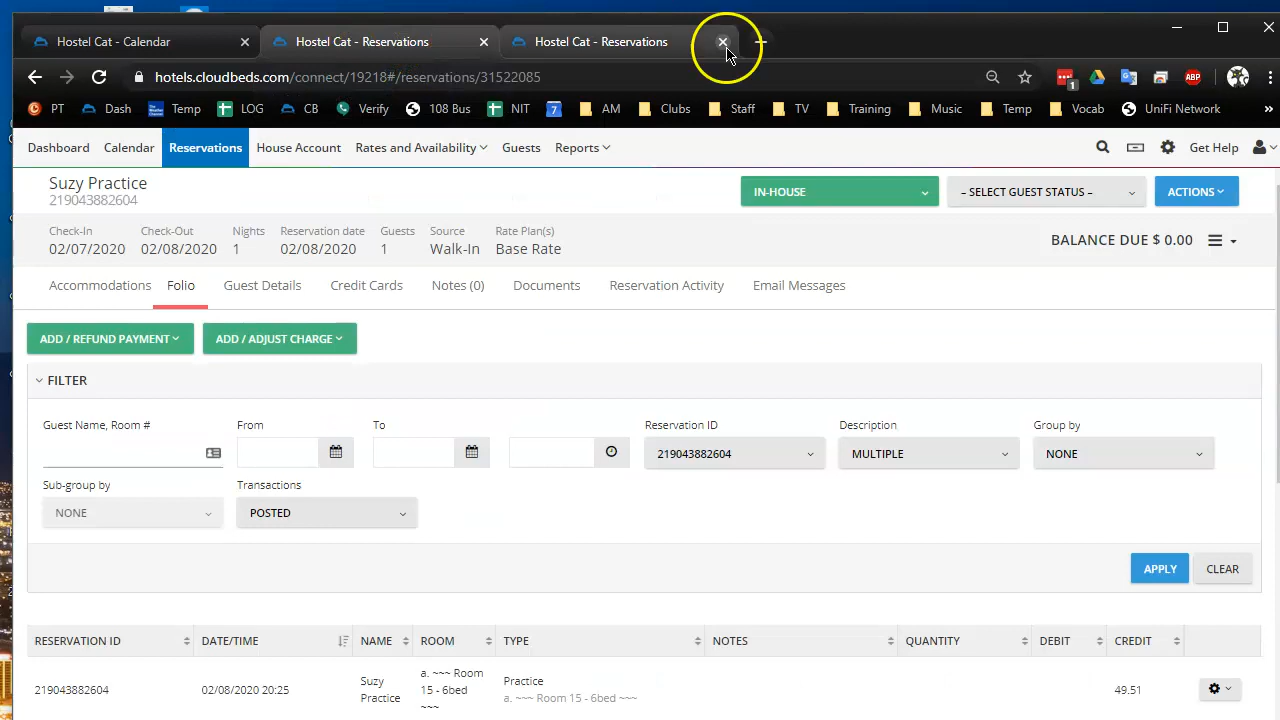 Hostel Cat - Calendar
Hostel Cat - Reservations
Hostel Cat - Reservations
hotels.cloudbeds.com/connect/19218#/reservations/31522085
1
ABP
PT Dash Temp LOG CB Verify 108 Bus NIT 7 AM Clubs Staff TV Training Music Temp Vocab UniFi Network »
Dashboard Calendar Reservations House Account Rates and Availability Guests Reports Get Help
Suzy Practice
219043882604
IN-HOUSE
– SELECT GUEST STATUS –
ACTIONS
Check-In Check-Out Nights Reservation date Guests Source Rate Plan(s)
02/07/2020 02/08/2020 1 02/08/2020 1 Walk-In Base Rate
BALANCE DUE $ 0.00
Accommodations Folio Guest Details Credit Cards Notes (0) Documents Reservation Activity Email Messages
ADD / REFUND PAYMENT ADD / ADJUST CHARGE
FILTER
Guest Name, Room # From To Reservation ID Description Group by
219043882604 MULTIPLE NONE
Sub-group by Transactions
NONE POSTED
APPLY CLEAR
RESERVATION ID DATE/TIME NAME ROOM TYPE NOTES QUANTITY DEBIT CREDIT
219043882604 02/08/2020 20:25 Suzy Practice a. ~~~ Room 15 - 6bed ~~~ Practice 49.51
a. ~~~ Room 15 - 6bed ~~~